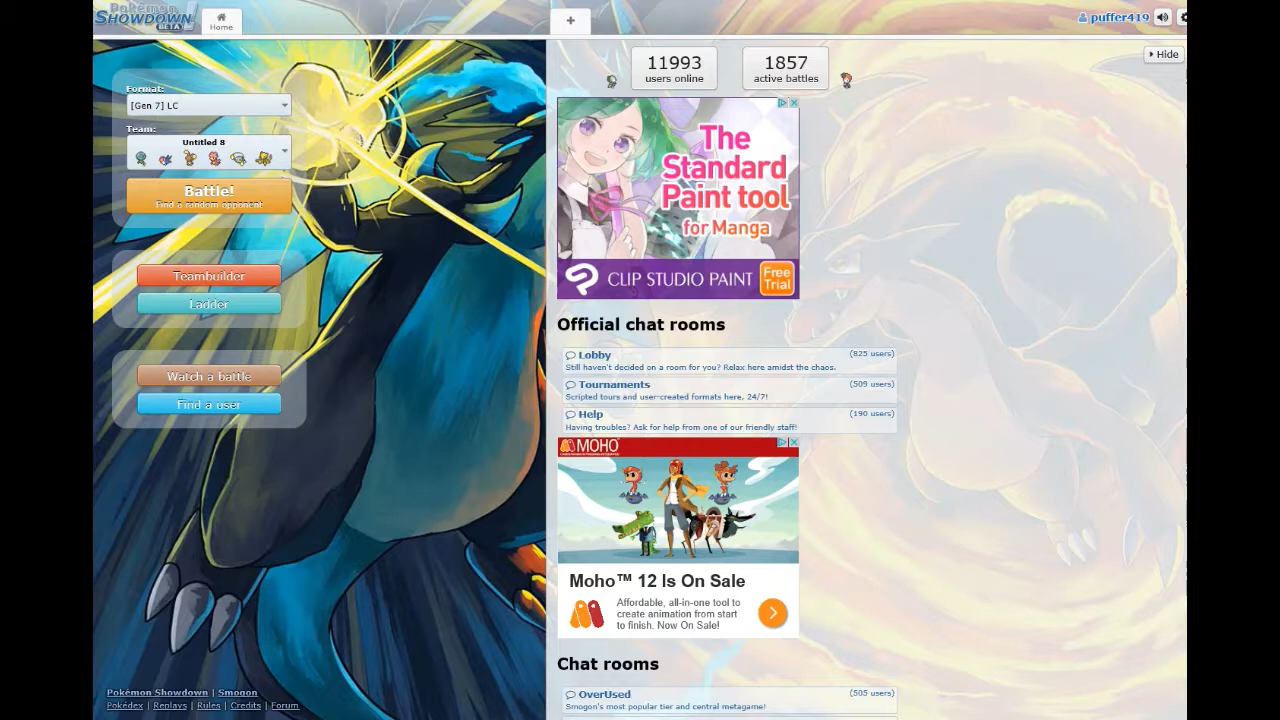 Pokémon
SHOWDOWN!
BETA
Home
+
puffer419
Format:
[Gen 7] LC
Team:
Untitled 8
Battle!
Find a random opponent
Teambuilder
Ladder
Watch a battle
Find a user
Pokémon Showdown | Smogon
Pokédex | Replays | Rules | Credits | Forum
11993
users online
1857
active battles
Hide
The
Standard
Paint tool
for Manga
CLIP STUDIO PAINT
Free
Trial
Official chat rooms
Lobby
(825 users)
Still haven't decided on a room for you? Relax here amidst the chaos.
Tournaments
(509 users)
Scripted tours and user-created formats here, 24/7!
Help
(190 users)
Having troubles? Ask for help from one of our friendly staff!
MOHO
Moho™ 12 Is On Sale
Affordable, all-in-one tool to
create animation from start
to finish. Now On Sale!
Chat rooms
OverUsed
(505 users)
Smogon's most popular tier and central metagame!